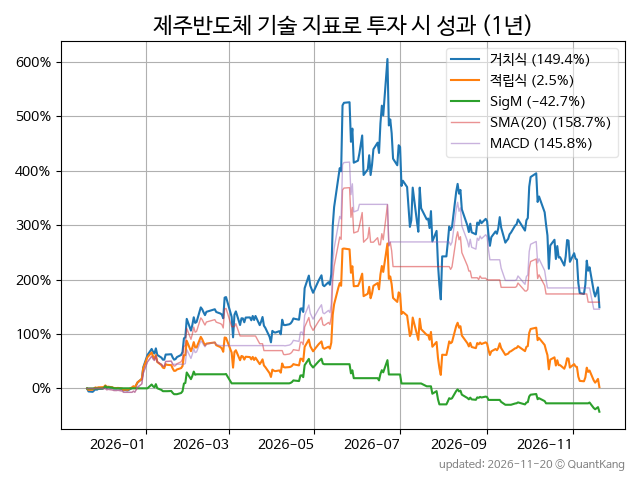 제주반도체 기술 지표로 투자 시 성과 (1년)
거치식 (149.4%)
적립식 (2.5%)
SigM (-42.7%)
SMA(20) (158.7%)
MACD (145.8%)
600%
500%
400%
300%
200%
100%
0%
2026-01 2026-03 2026-05 2026-07 2026-09 2026-11
updated: 2026-11-20 © QuantKang